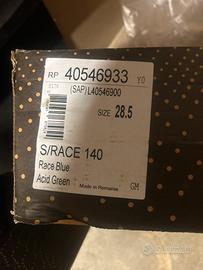 RP 40546933 Y0
(SAP)L40546900
SIZE 28.5
S/RACE 140
Race Blue
Acid Green
Made in Romania
GM